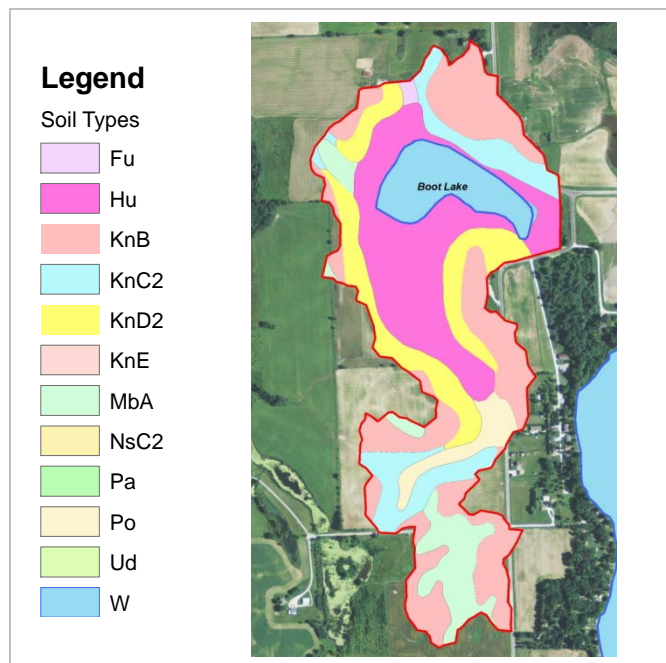 Legend
Soil Types
Fu
Hu
KnB
KnC2
KnD2
KnE
MbA
NsC2
Pa
Po
Ud
W
Boot Lake